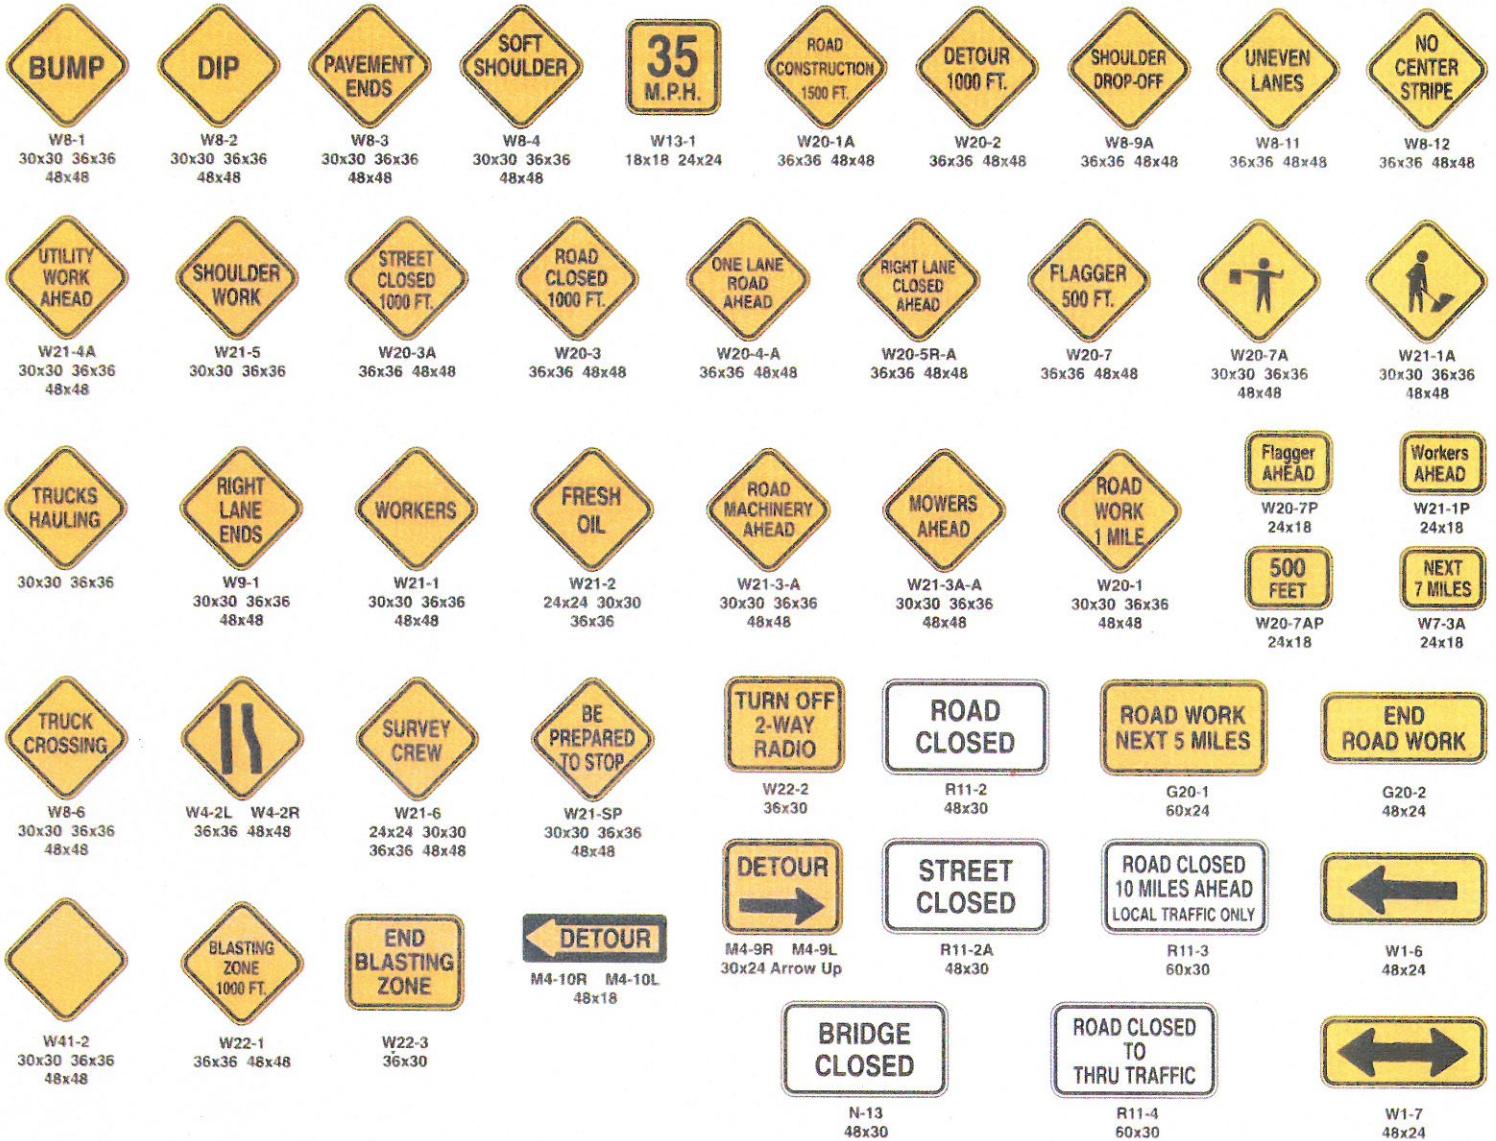 BUMP
W8-1
30x30 36x36
48x48
DIP
W8-2
30x30 36x36
48x48
PAVEMENT
ENDS
W8-3
30x30 36x36
48x48
SOFT
SHOULDER
W8-4
30x30 36x36
48x48
35
M.P.H.
W13-1
18x18 24x24
ROAD
CONSTRUCTION
1500 FT.
W20-1A
36x36 48x48
DETOUR
1000 FT.
W20-2
36x36 48x48
SHOULDER
DROP-OFF
W8-9A
36x36 48x48
UNEVEN
LANES
W8-11
36x36 48x48
NO
CENTER
STRIPE
W8-12
36x36 48x48
UTILITY
WORK
AHEAD
W21-4A
30x30 36x36
48x48
SHOULDER
WORK
W21-5
30x30 36x36
STREET
CLOSED
1000 FT.
W20-3A
36x36 48x48
ROAD
CLOSED
1000 FT.
W20-3
36x36 48x48
ONE LANE
ROAD
AHEAD
W20-4-A
36x36 48x48
RIGHT LANE
CLOSED
AHEAD
W20-5R-A
36x36 48x48
FLAGGER
500 FT.
W20-7
36x36 48x48
W20-7A
30x30 36x36
48x48
W21-1A
30x30 36x36
48x48
TRUCKS
HAULING
30x30 36x36
RIGHT
LANE
ENDS
W9-1
30x30 36x36
48x48
WORKERS
W21-1
30x30 36x36
48x48
FRESH
OIL
W21-2
24x24 30x30
36x36
ROAD
MACHINERY
AHEAD
W21-3-A
30x30 36x36
48x48
MOWERS
AHEAD
W21-3A-A
30x30 36x36
48x48
ROAD
WORK
1 MILE
W20-1
30x30 36x36
48x48
Flagger
AHEAD
W20-7P
24x18
Workers
AHEAD
W21-1P
24x18
500
FEET
W20-7AP
24x18
NEXT
7 MILES
W7-3A
24x18
TRUCK
CROSSING
W8-6
30x30 36x36
48x48
W4-2L W4-2R
36x36 48x48
SURVEY
CREW
W21-6
24x24 30x30
36x36 48x48
BE
PREPARED
TO STOP
W21-SP
30x30 36x36
48x48
TURN OFF
2-WAY
RADIO
W22-2
36x30
ROAD
CLOSED
R11-2
48x30
ROAD WORK
NEXT 5 MILES
G20-1
60x24
END
ROAD WORK
G20-2
48x24
DETOUR
M4-9R M4-9L
30x24 Arrow Up
STREET
CLOSED
R11-2A
48x30
ROAD CLOSED
10 MILES AHEAD
LOCAL TRAFFIC ONLY
R11-3
60x30
W1-6
48x24
W41-2
30x30 36x36
48x48
BLASTING
ZONE
1000 FT.
W22-1
36x36 48x48
END
BLASTING
ZONE
W22-3
36x30
DETOUR
M4-10R M4-10L
48x18
BRIDGE
CLOSED
N-13
48x30
ROAD CLOSED
TO
THRU TRAFFIC
R11-4
60x30
W1-7
48x24